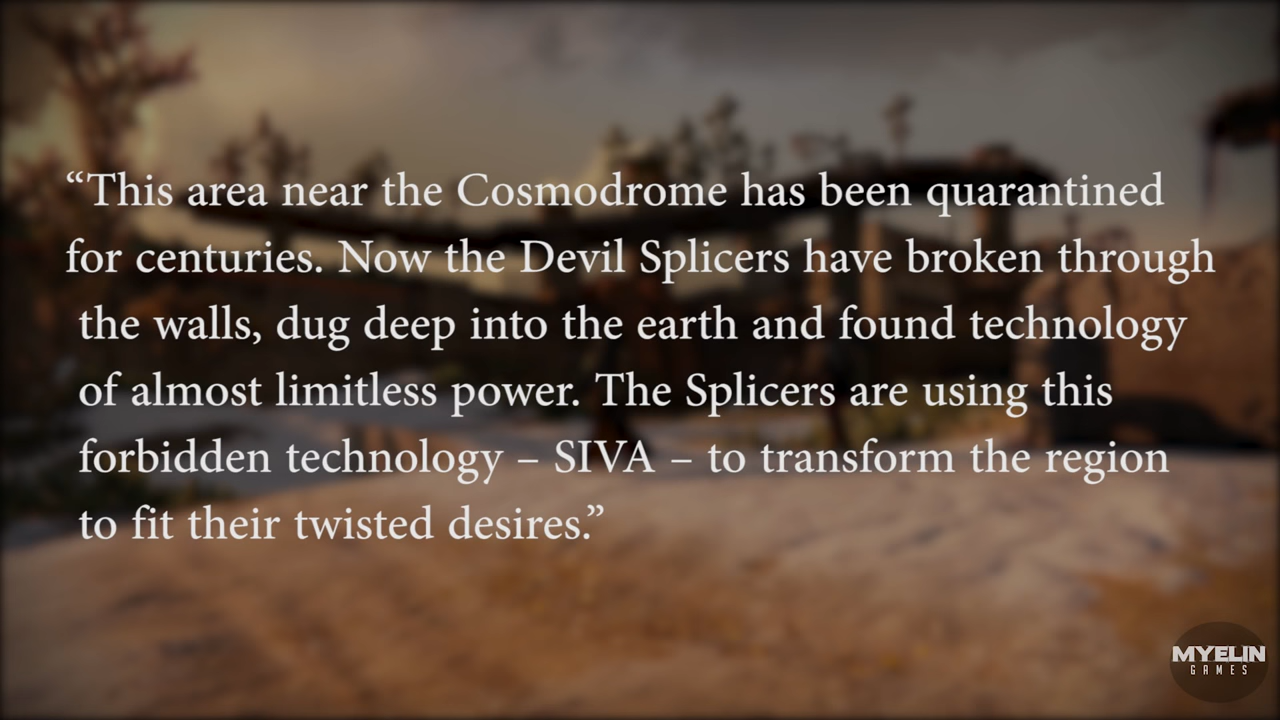 “This area near the Cosmodrome has been quarantined
for centuries. Now the Devil Splicers have broken through
the walls, dug deep into the earth and found technology
of almost limitless power. The Splicers are using this
forbidden technology – SIVA – to transform the region
to fit their twisted desires.”
MYELIN
GAMES